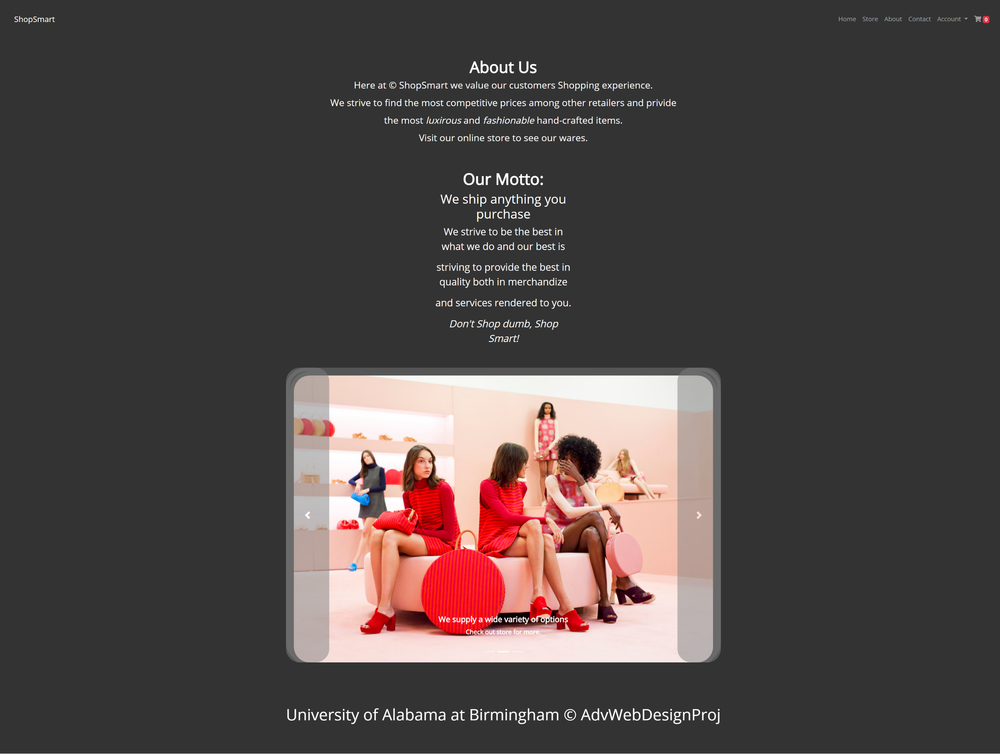 ShopSmart
Home Store About Contact Account 0
About Us
Here at © ShopSmart we value our customers Shopping experience.
We strive to find the most competitive prices among other retailers and privide
the most luxirous and fashionable hand-crafted items.
Visit our online store to see our wares.
Our Motto:
We ship anything you
purchase
We strive to be the best in
what we do and our best is
striving to provide the best in
quality both in merchandize
and services rendered to you.
Don't Shop dumb, Shop
Smart!
We supply a wide variety of options
Check out store for more.
University of Alabama at Birmingham © AdvWebDesignProj